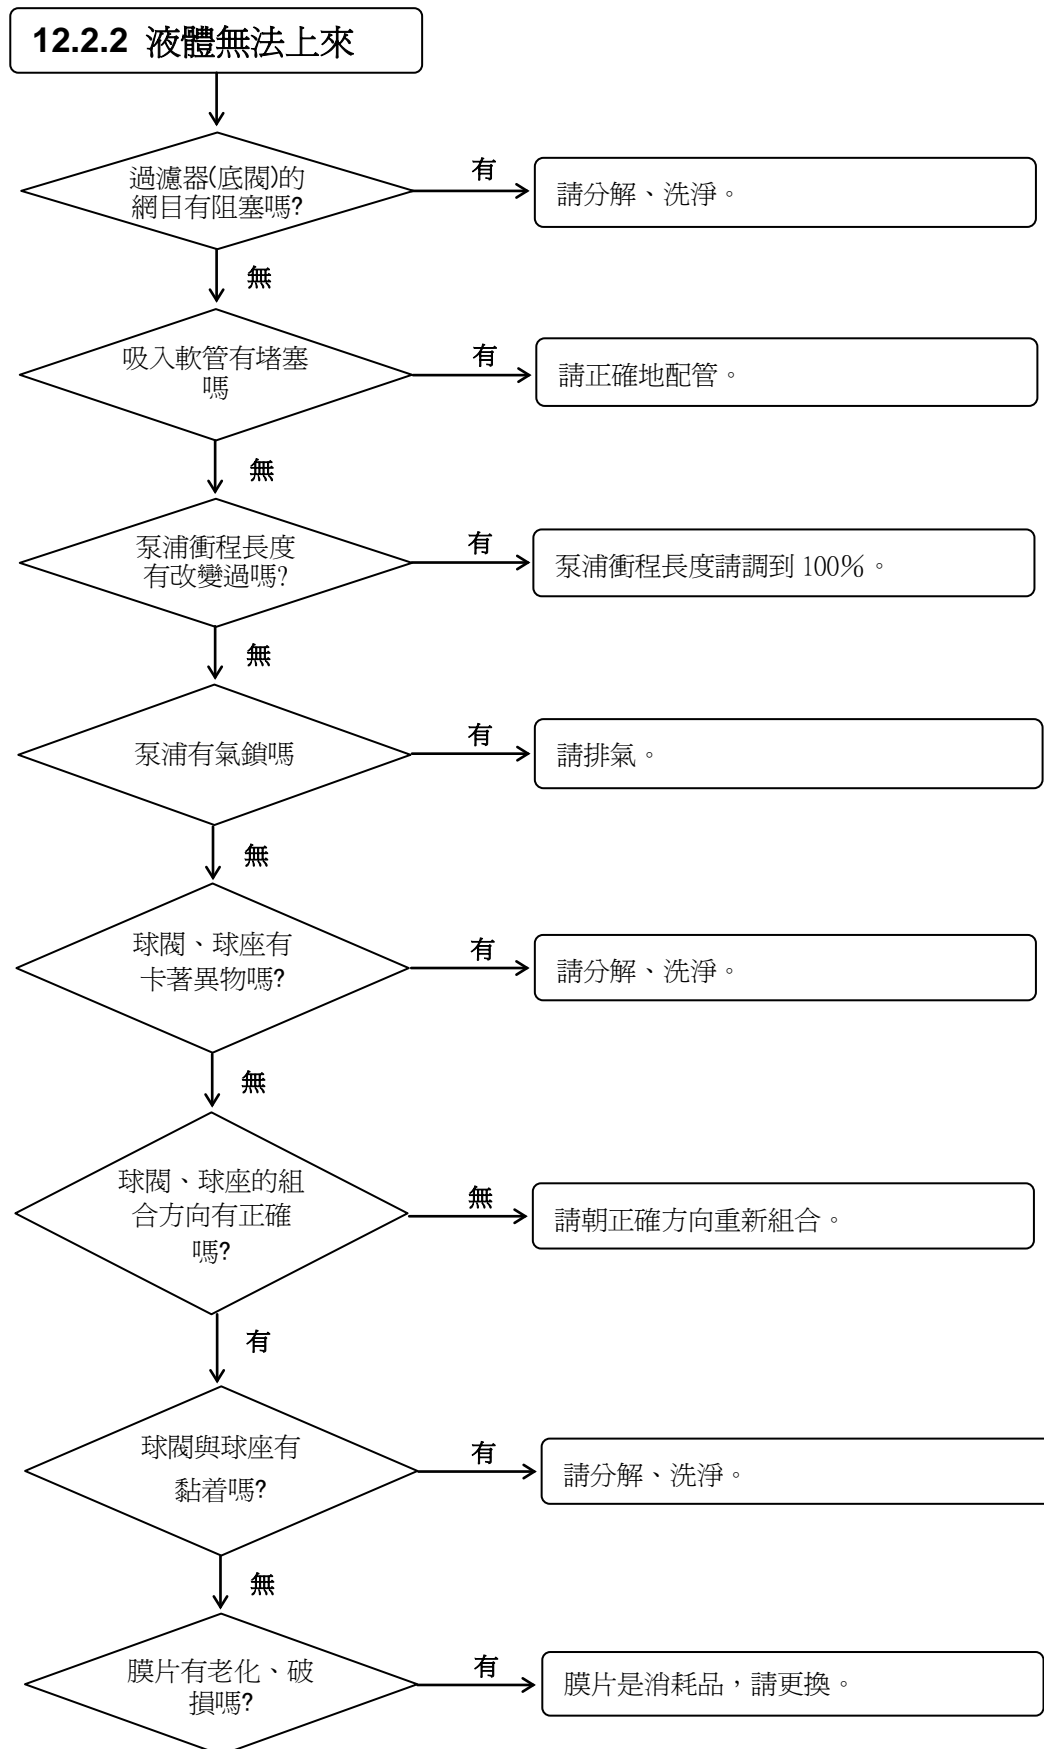 12.2.2 液體無法上來
過濾器(底閥)的
網目有阻塞嗎?
有
請分解、洗淨。
無
吸入軟管有堵塞
嗎
有
請正確地配管。
無
泵浦衝程長度
有改變過嗎?
有
泵浦衝程長度請調到 100%。
無
泵浦有氣鎖嗎
有
請排氣。
無
球閥、球座有
卡著異物嗎?
有
請分解、洗淨。
無
球閥、球座的組
合方向有正確
嗎?
無
請朝正確方向重新組合。
有
球閥與球座有
黏着嗎?
有
請分解、洗淨。
無
膜片有老化、破
損嗎?
有
膜片是消耗品,請更換。